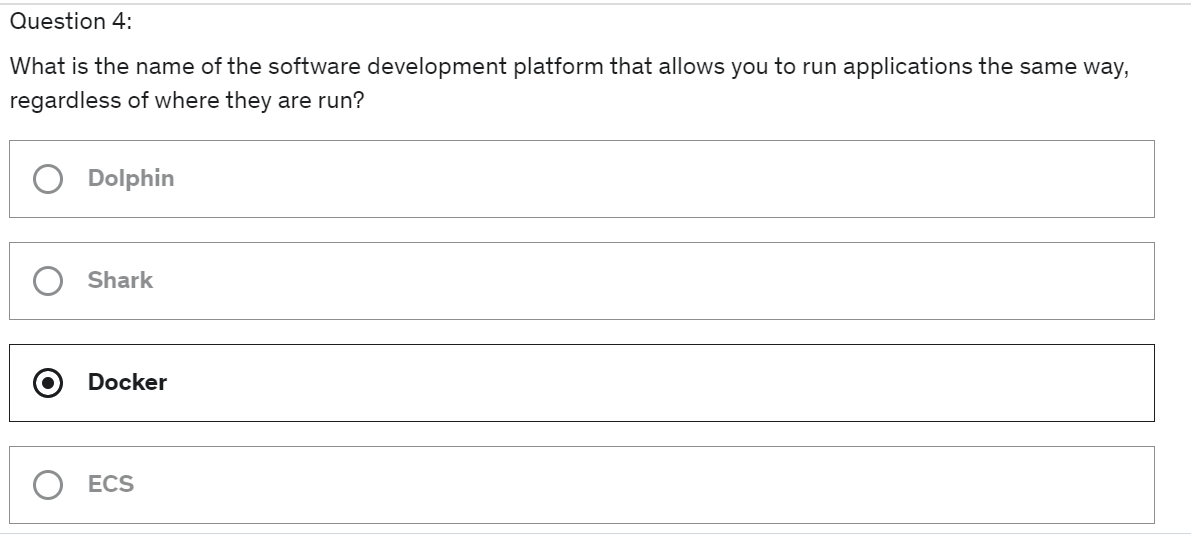 Question 4:
What is the name of the software development platform that allows you to run applications the same way,
regardless of where they are run?
Dolphin
Shark
Docker
ECS